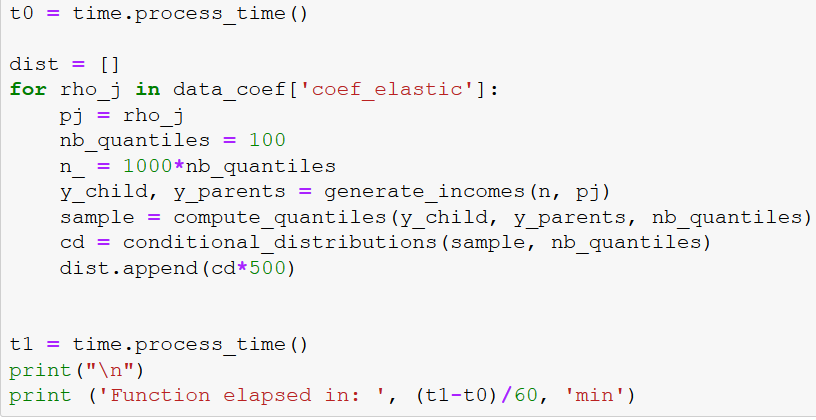 t0 = time.process_time()
dist = []
for rho_j in data_coef['coef_elastic']:
    pj = rho_j
    nb_quantiles = 100
    n_ = 1000*nb_quantiles
    y_child, y_parents = generate_incomes(n, pj)
    sample = compute_quantiles(y_child, y_parents, nb_quantiles)
    cd = conditional_distributions(sample, nb_quantiles)
    dist.append(cd*500)
t1 = time.process_time()
print("\n")
print ('Function elapsed in: ', (t1-t0)/60, 'min')